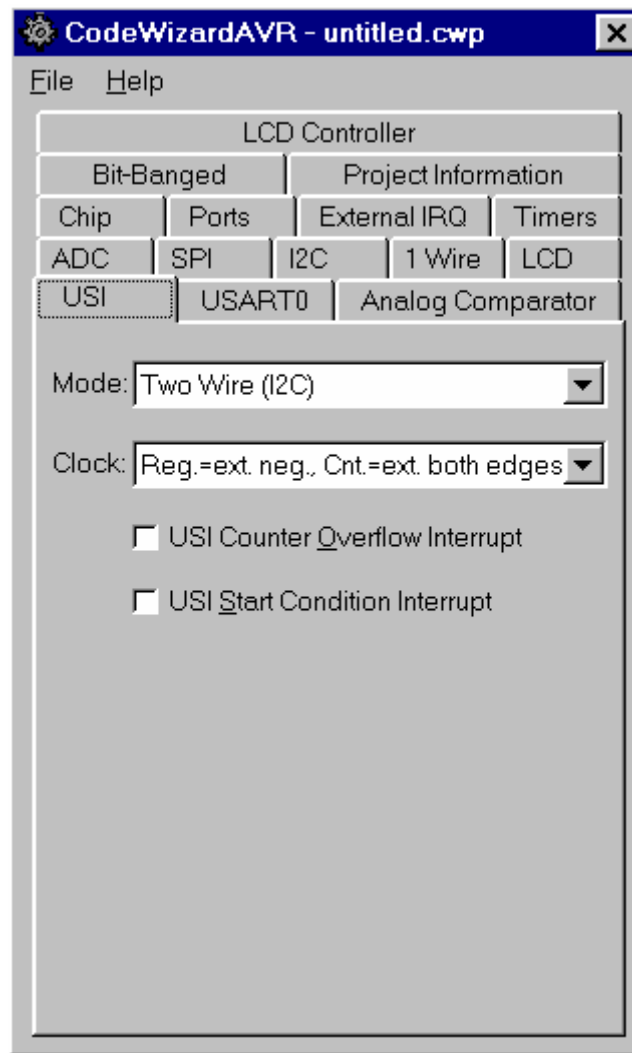 CodeWizardAVR - untitled.cwp
File Help
LCD Controller
Bit-Banged Project Information
Chip Ports External IRQ Timers
ADC SPI I2C 1 Wire LCD
USI USART0 Analog Comparator
Mode: Two Wire (I2C)
Clock: Reg.=ext. neg., Cnt.=ext. both edges
USI Counter Overflow Interrupt
USI Start Condition Interrupt